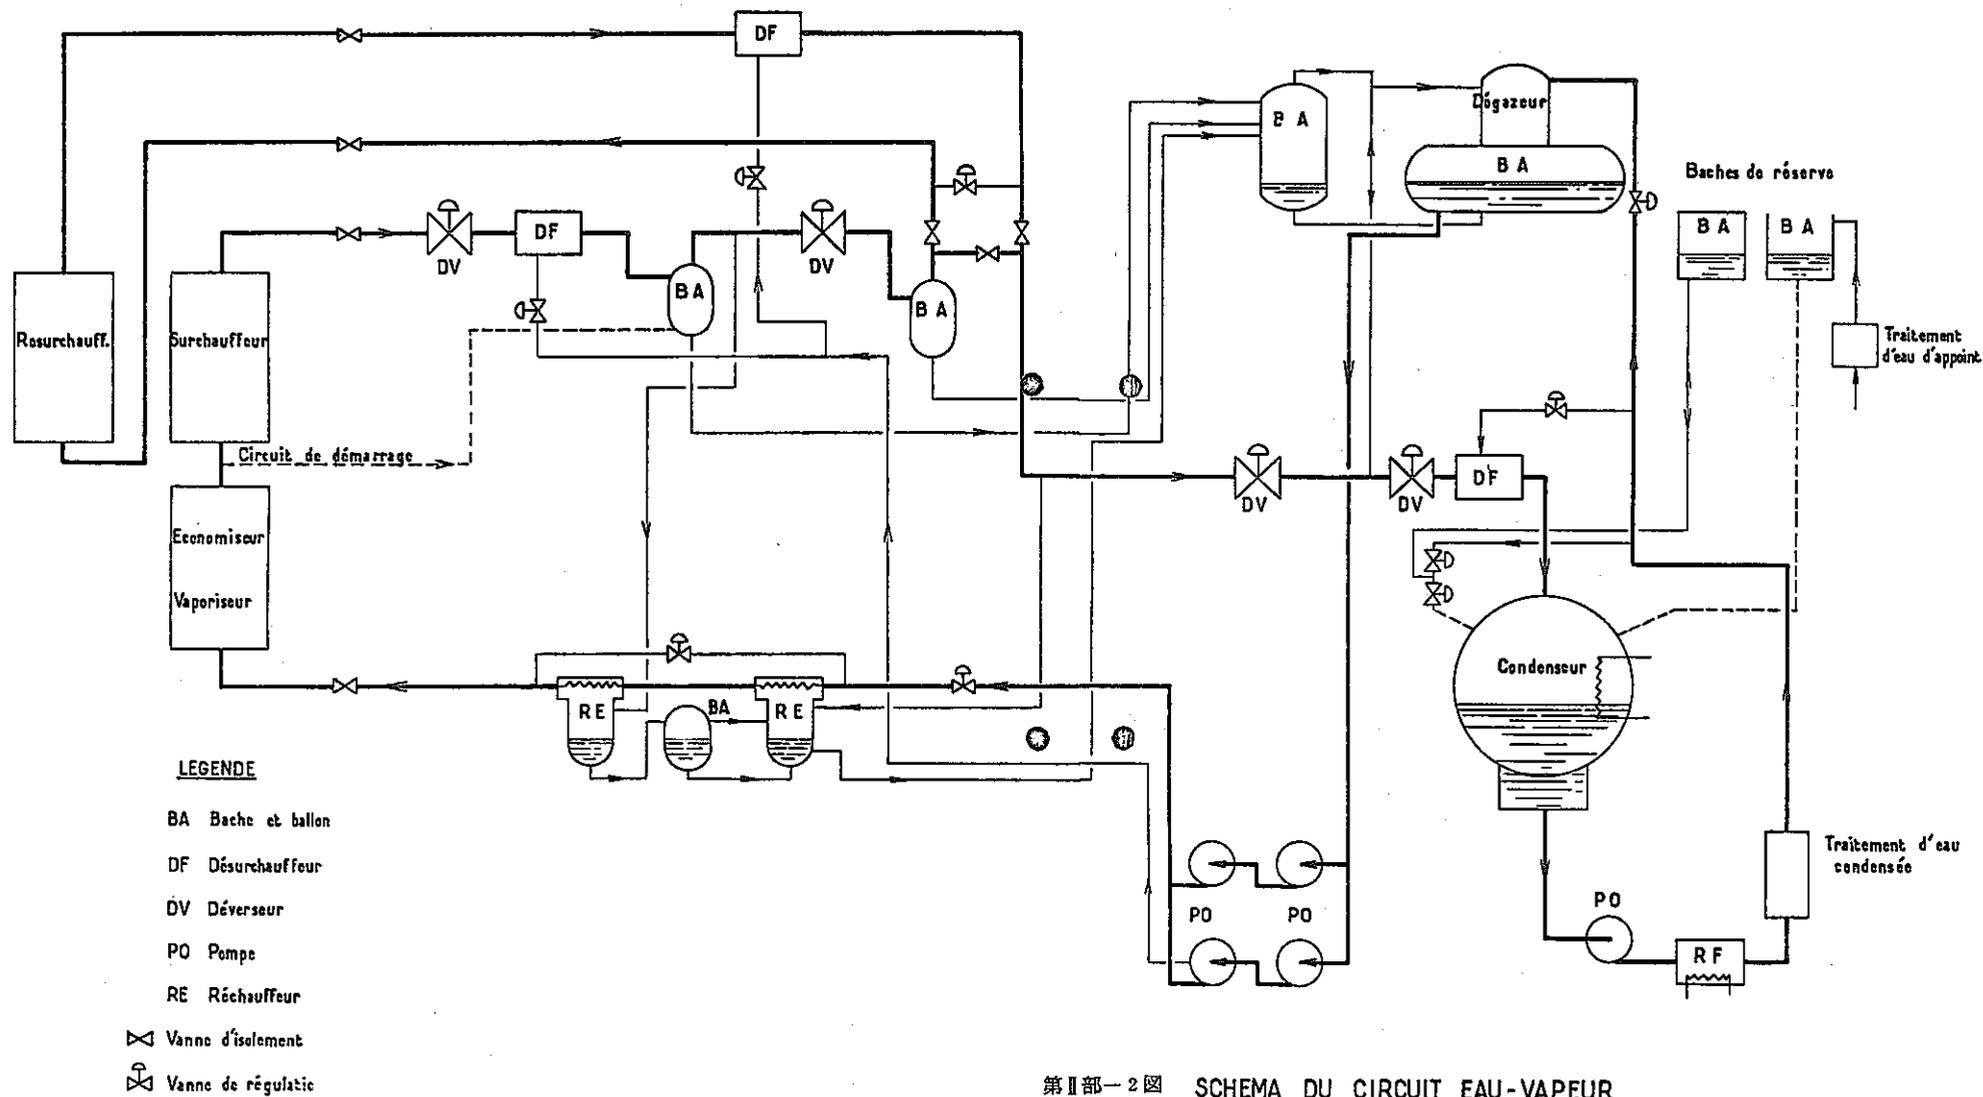 DF
Dégazeur
B A
B A
Baches de réserve
B A
B A
DF
DV
DV
B A
B A
Resurchauff.
Surchauffeur
Traitement
d'eau d'appoint
Circuit de démarrage
DF
DV
DV
Economiseur
Vaporiseur
Condenseur
RE
BA
RE
LEGENDE
BA Bache et ballon
DF Désurchauffeur
DV Déverseur
PO Pompe
RE Réchauffeur
Vanne d'isolement
Vanne de régulatic
Traitement d'eau
condensée
PO
PO
PO
RF
第Ⅱ部－2図 SCHEMA DU CIRCUIT EAU-VAPEUR